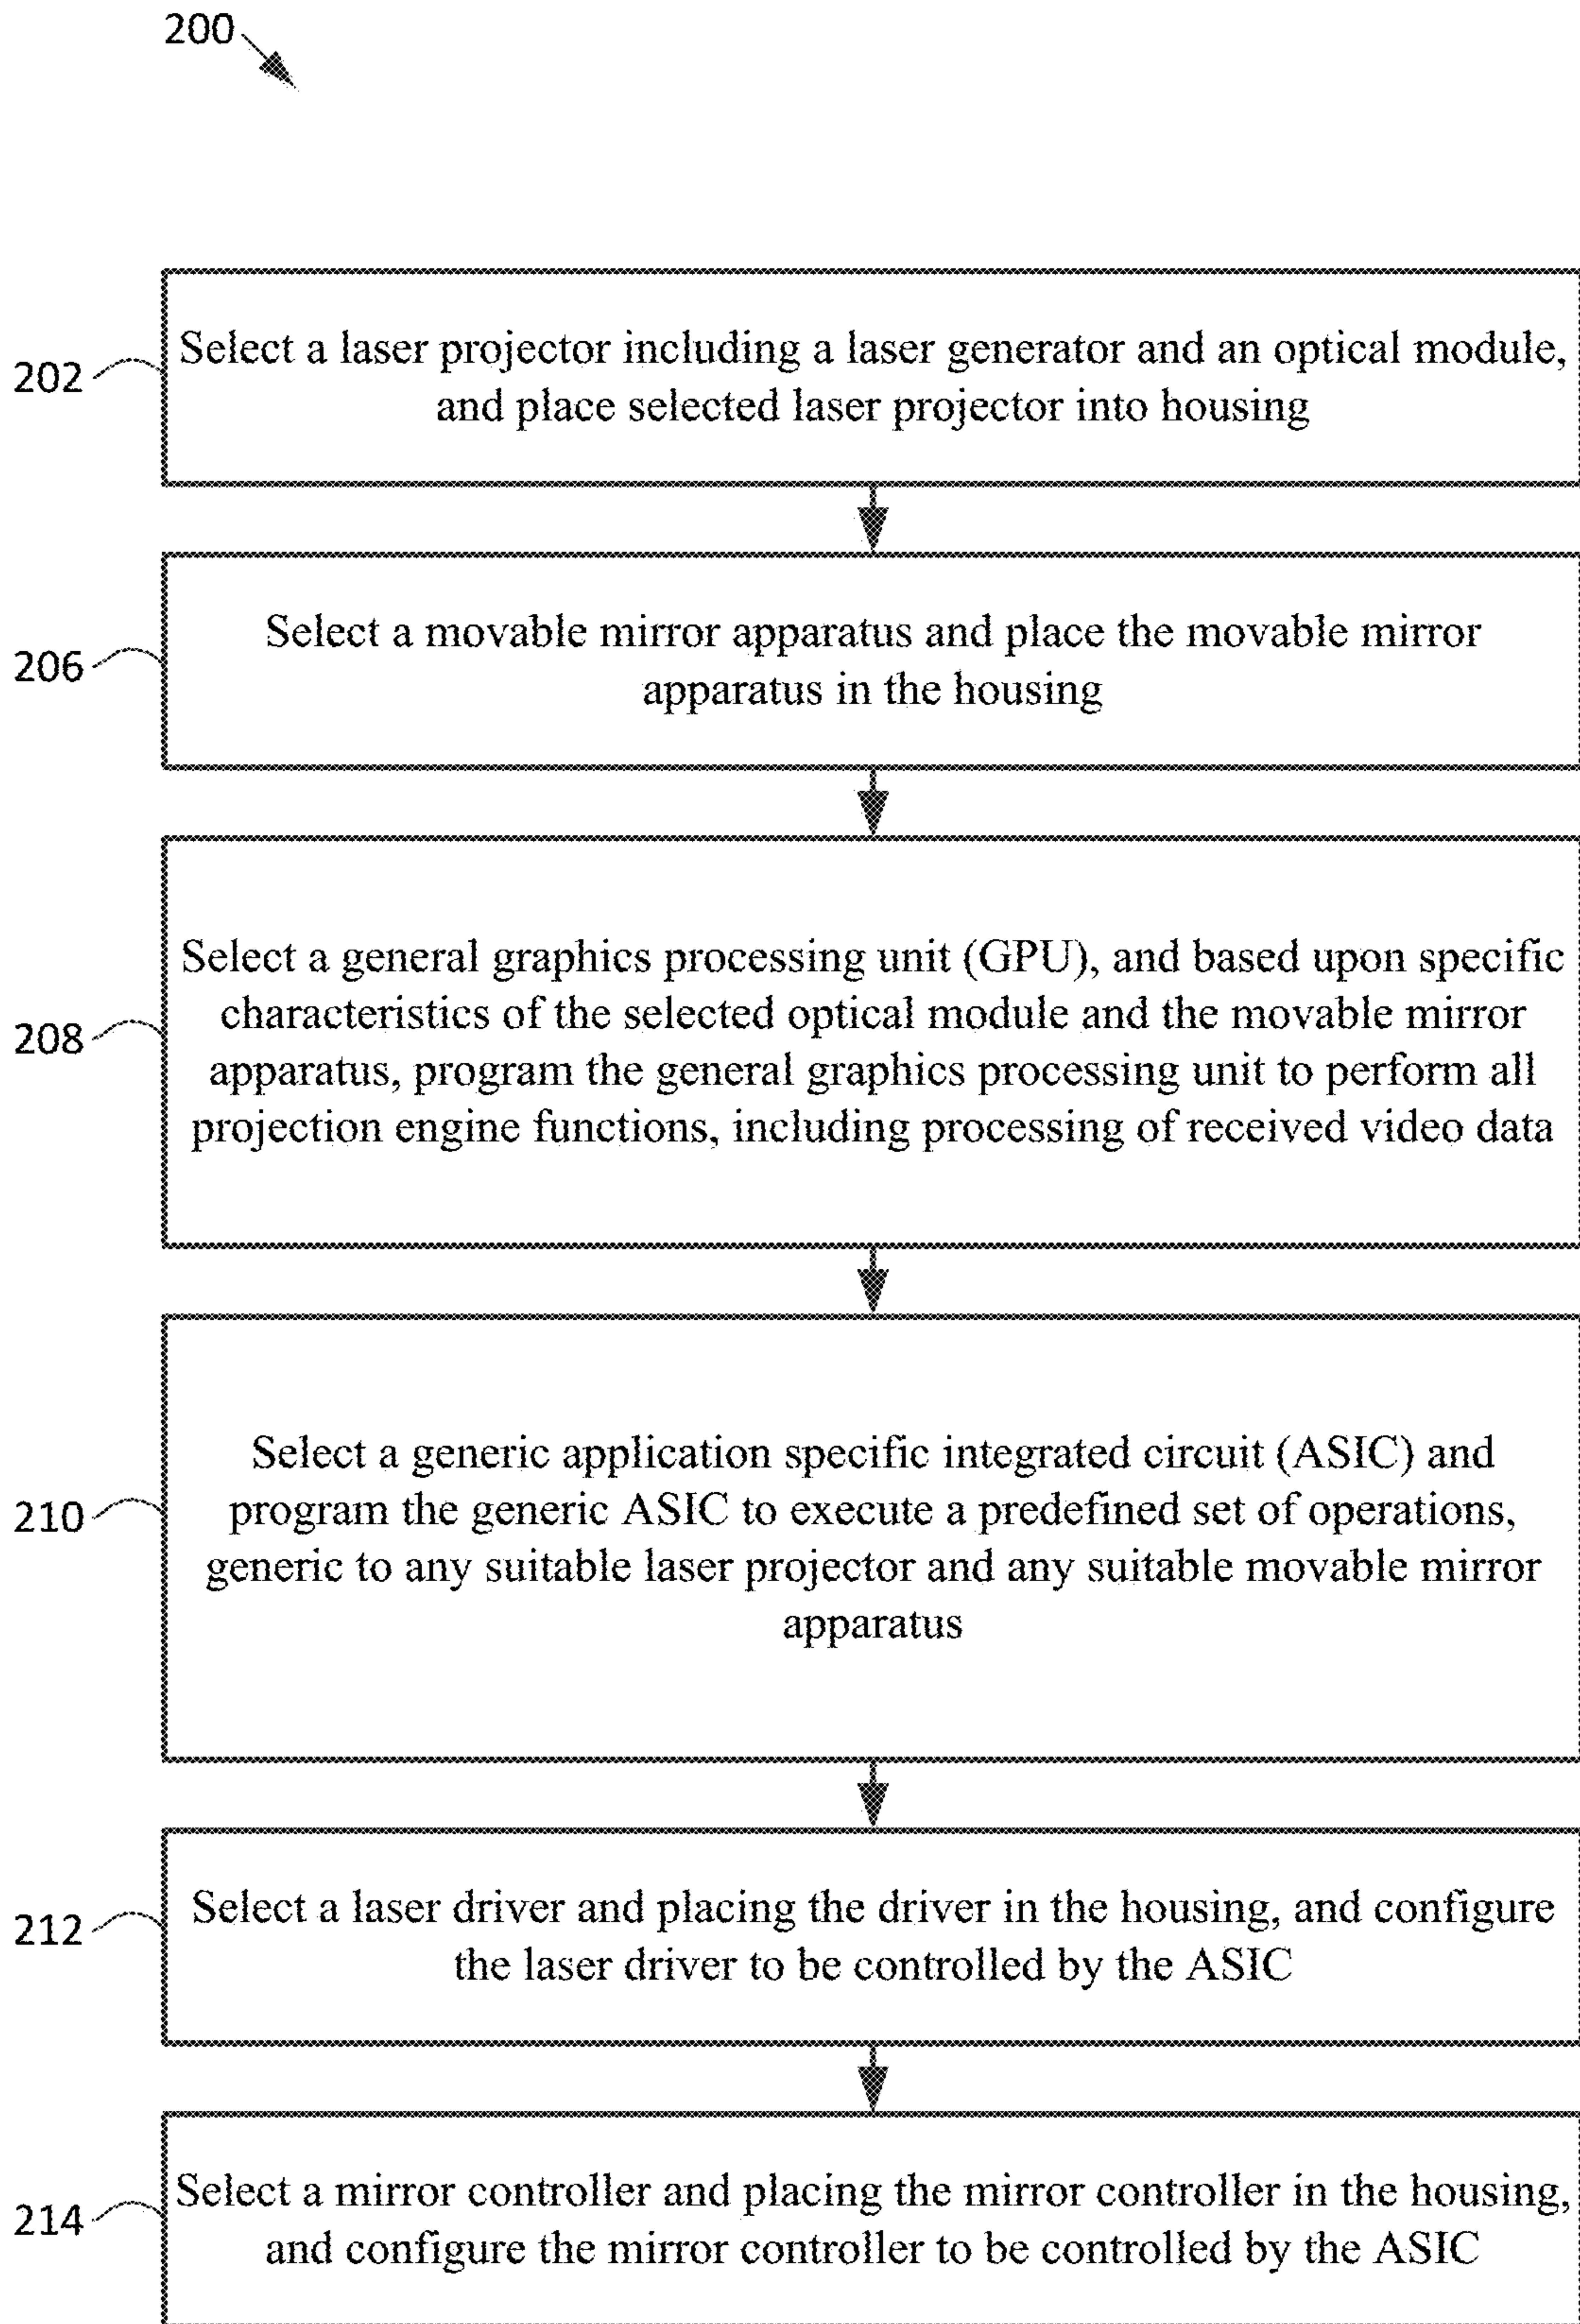 200
202
Select a laser projector including a laser generator and an optical module,
and place selected laser projector into housing
206
Select a movable mirror apparatus and place the movable mirror
apparatus in the housing
208
Select a general graphics processing unit (GPU), and based upon specific
characteristics of the selected optical module and the movable mirror
apparatus, program the general graphics processing unit to perform all
projection engine functions, including processing of received video data
210
Select a generic application specific integrated circuit (ASIC) and
program the generic ASIC to execute a predefined set of operations,
generic to any suitable laser projector and any suitable movable mirror
apparatus
212
Select a laser driver and placing the driver in the housing, and configure
the laser driver to be controlled by the ASIC
214
Select a mirror controller and placing the mirror controller in the housing,
and configure the mirror controller to be controlled by the ASIC